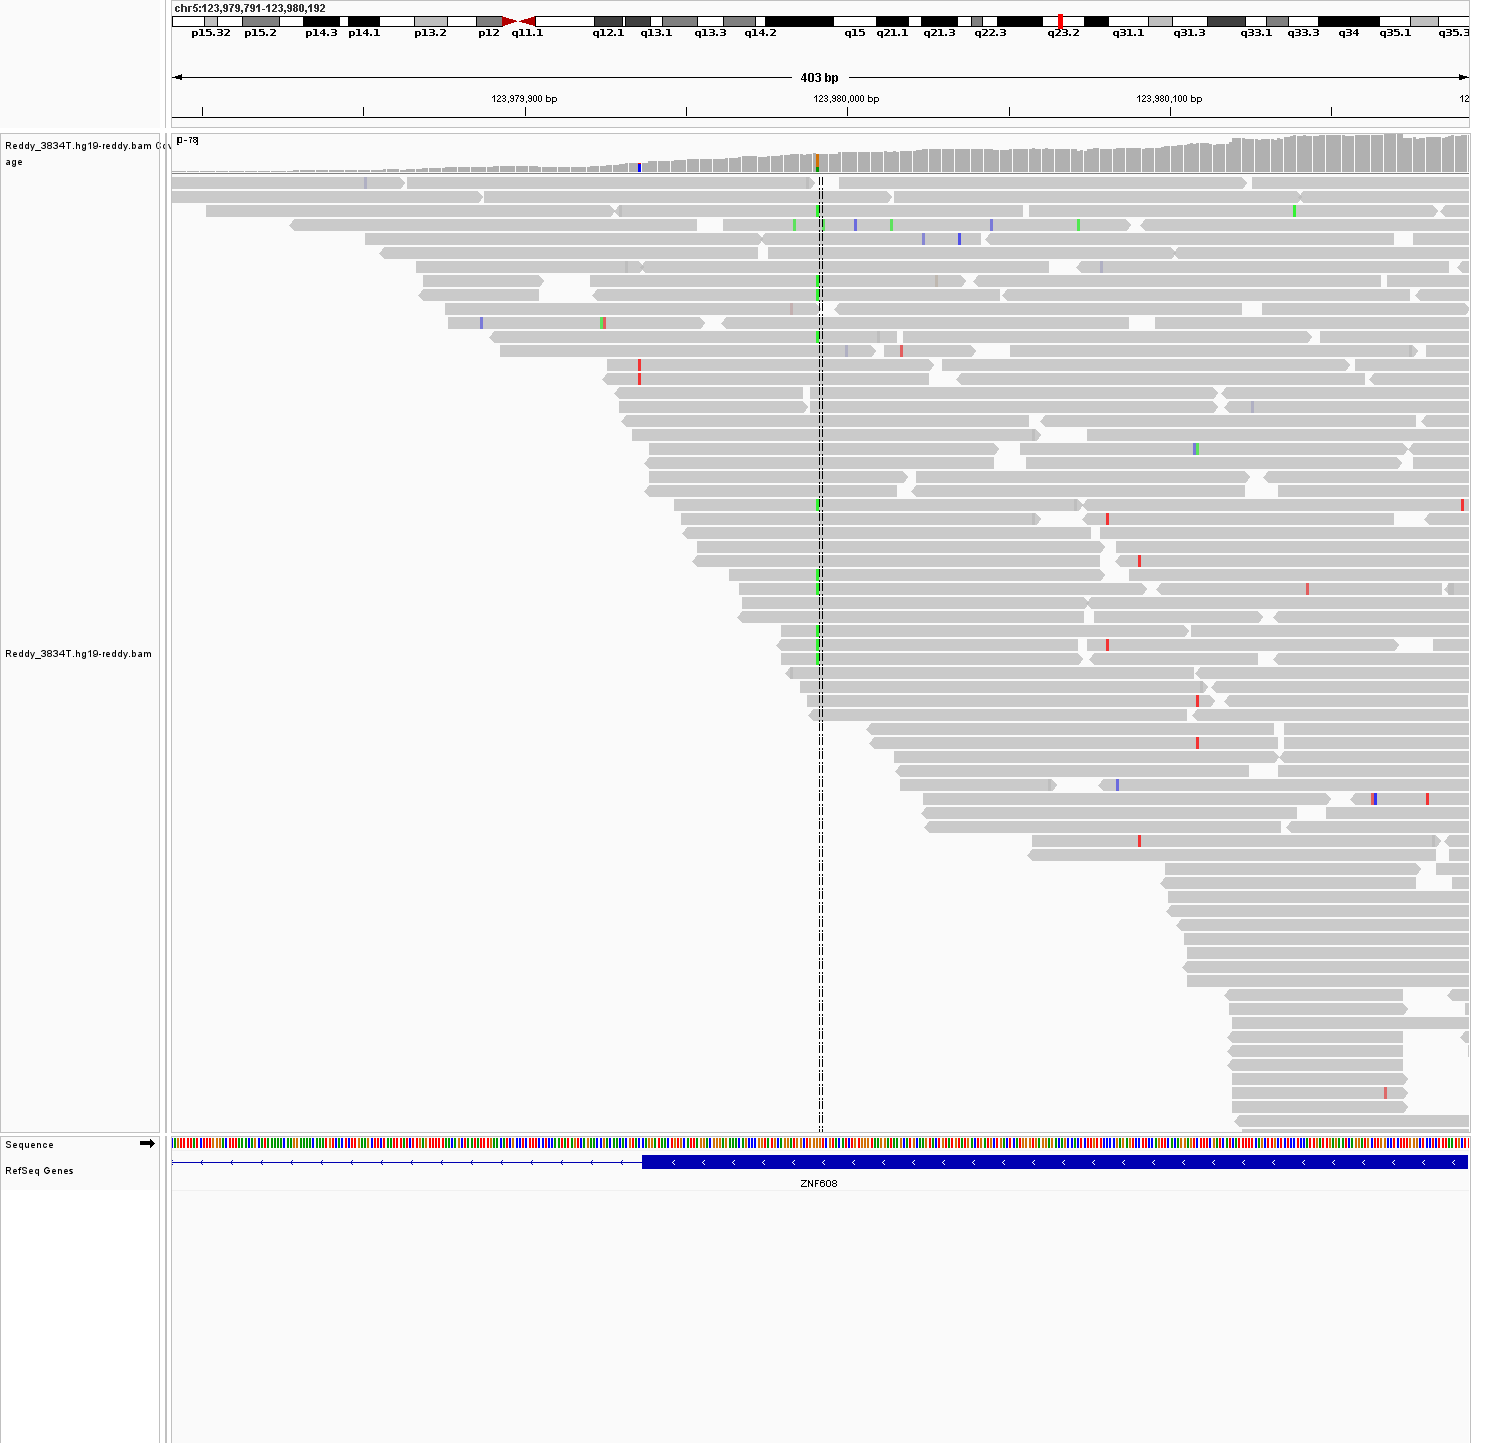 chr5:123,979,791-123,980,192
p15.32 p15.2 p14.3 p14.1 p13.2 p12 q11.1 q12.1 q13.1 q13.3 q14.2 q15 q21.1 q21.3 q22.3 q23.2 q31.1 q31.3 q33.1 q33.3 q34 q35.1 q35.3
403 bp
123,979,900 bp 123,980,000 bp 123,980,100 bp 12
Reddy_3834T.hg19-reddy.bam Cov
age
[0-78]
Reddy_3834T.hg19-reddy.bam
Sequence
RefSeq Genes
ZNF608